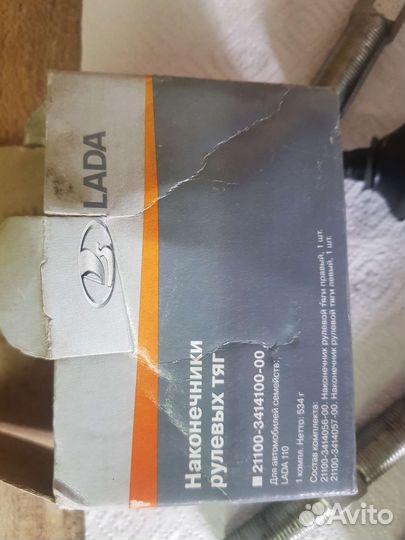 LADA
Наконечники
рулевых тяг
21100-3414100-00
Для автомобилей семейств:
LADA 110
1 компл. Нетто: 534 г
Состав комплекта:
21100-3414056-00. Наконечник рулевой тяги правый, 1 шт.
21100-3414057-00. Наконечник рулевой тяги левый, 1 шт.
Avito